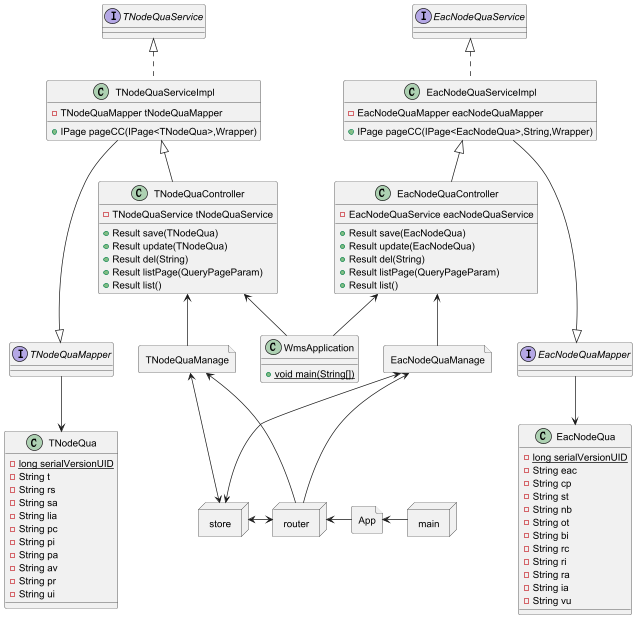 I TNodeQuaService
I EacNodeQuaService
C TNodeQuaServiceImpl
TNodeQuaMapper tNodeQuaMapper
IPage pageCC(IPage<TNodeQua>,Wrapper)
C EacNodeQuaServiceImpl
EacNodeQuaMapper eacNodeQuaMapper
IPage pageCC(IPage<EacNodeQua>,String,Wrapper)
C TNodeQuaController
TNodeQuaService tNodeQuaService
Result save(TNodeQua)
Result update(TNodeQua)
Result del(String)
Result listPage(QueryPageParam)
Result list()
C EacNodeQuaController
EacNodeQuaService eacNodeQuaService
Result save(EacNodeQua)
Result update(EacNodeQua)
Result del(String)
Result listPage(QueryPageParam)
Result list()
I TNodeQuaMapper
TNodeQuaManage
C WmsApplication
void main(String[])
EacNodeQuaManage
I EacNodeQuaMapper
C TNodeQua
long serialVersionUID
String t
String rs
String sa
String lia
String pc
String pi
String pa
String av
String pr
String ui
store
router
App
main
C EacNodeQua
long serialVersionUID
String eac
String cp
String st
String nb
String ot
String bi
String rc
String ri
String ra
String ia
String vu